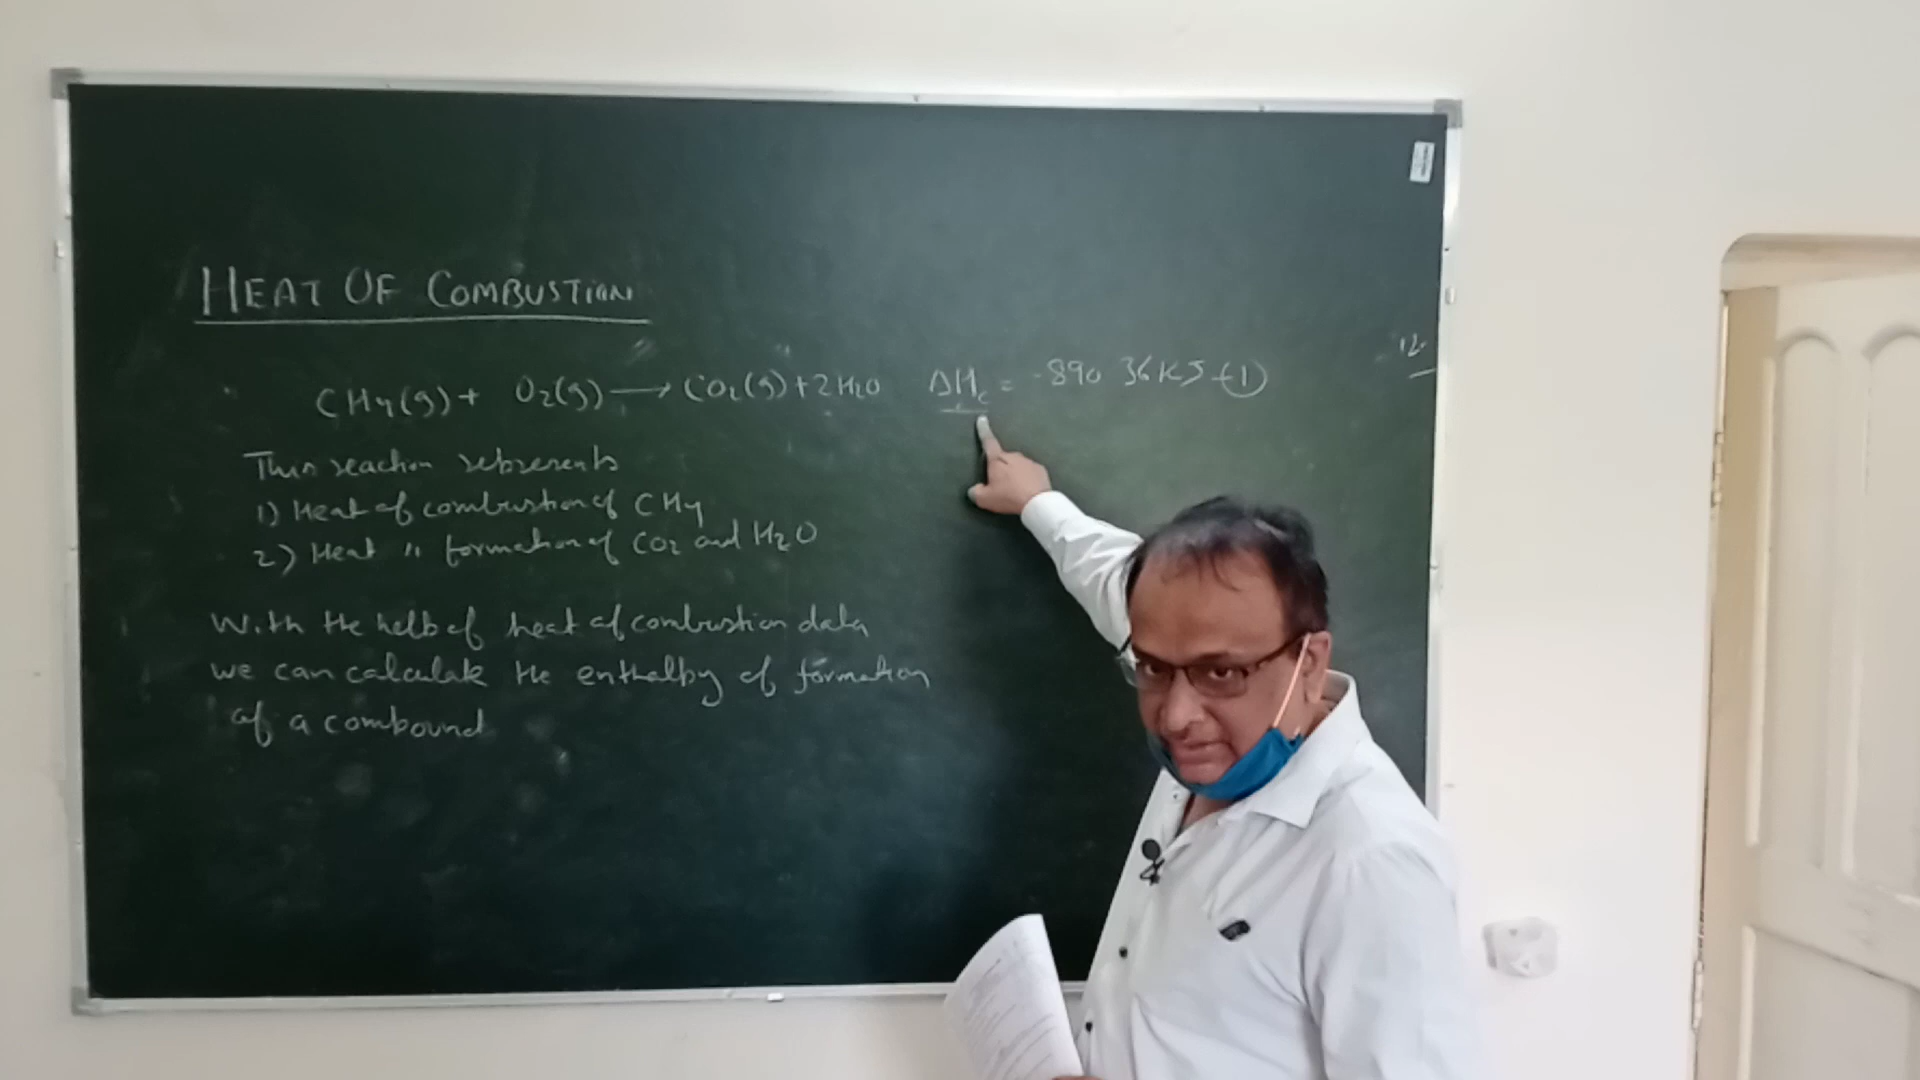 HEAT OF COMBUSTION
CH4(g) + O2(g) → CO2(g) + 2H2O ΔHc = -890 36 KJ -(1)
12
This reaction represents
1) Heat of combustion of CH4
2) Heat " formation of CO2 and H2O
With the help of heat of combustion data
we can calculate the enthalpy of formation
of a compound